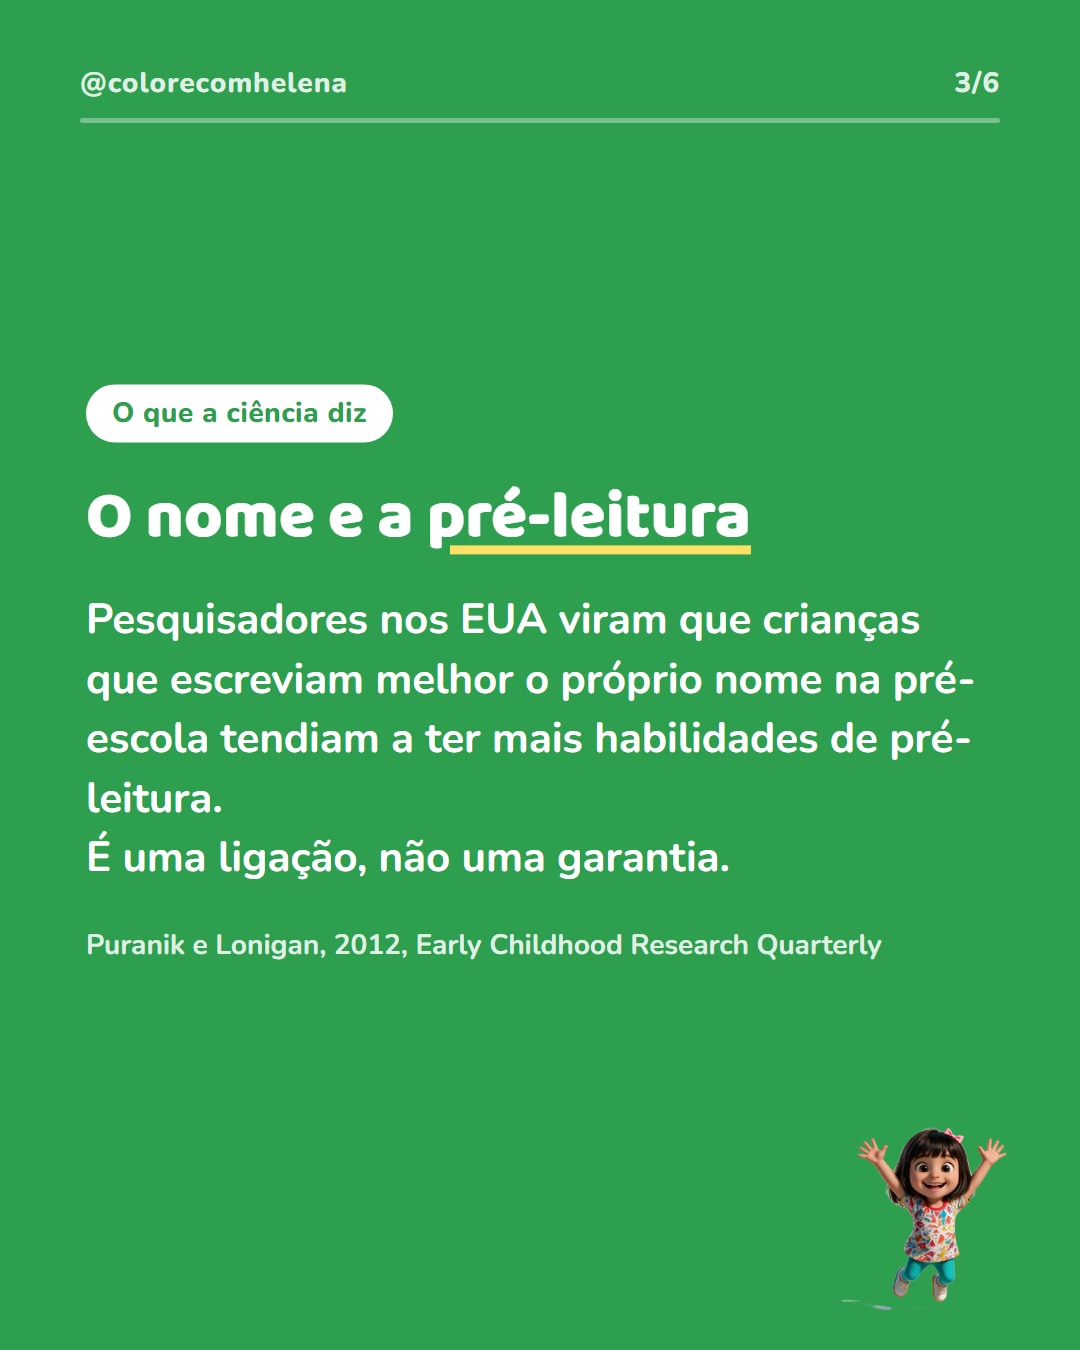 @colorecomhelena
3/6
O que a ciência diz
O nome e a pré-leitura
Pesquisadores nos EUA viram que crianças
que escreviam melhor o próprio nome na pré-
escola tendiam a ter mais habilidades de pré-
leitura.
É uma ligação, não uma garantia.
Puranik e Lonigan, 2012, Early Childhood Research Quarterly